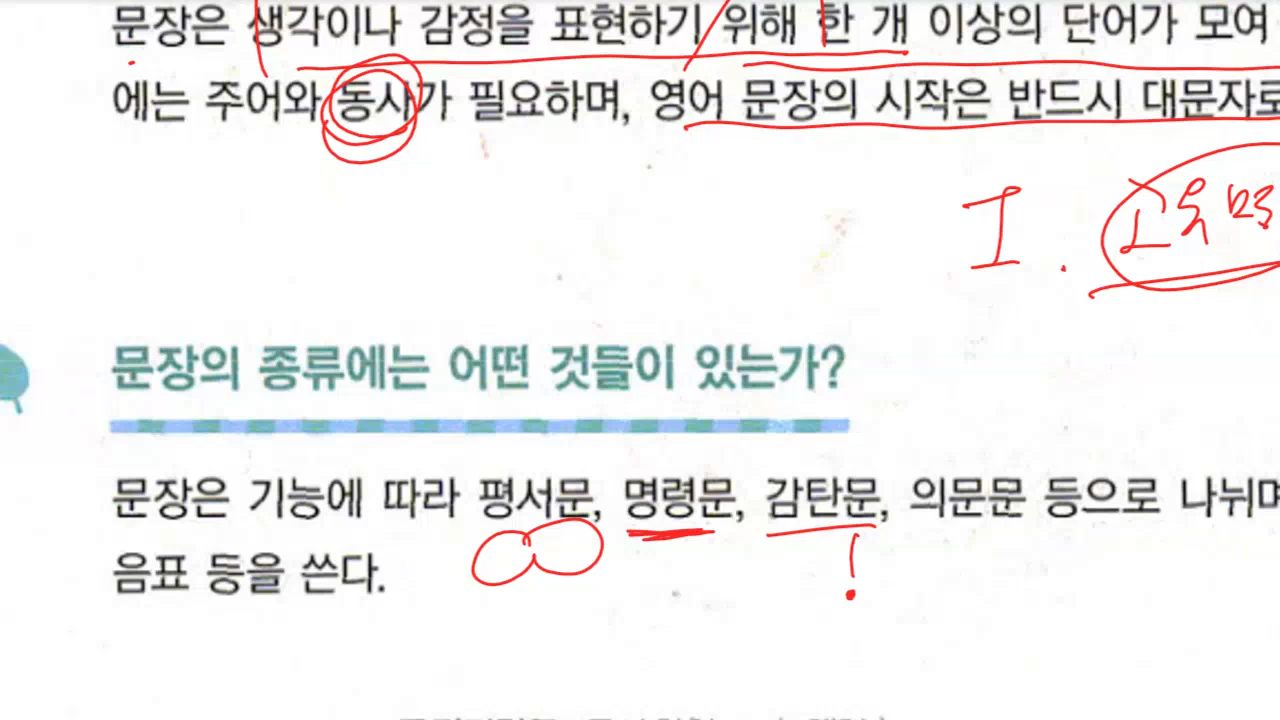 문장은 생각이나 감정을 표현하기 위해 한 개 이상의 단어가 모여
에는 주어와 동사가 필요하며, 영어 문장의 시작은 반드시 대문자로
I.
문장의 종류에는 어떤 것들이 있는가?
문장은 기능에 따라 평서문, 명령문, 감탄문, 의문문 등으로 나뉘며
!
음표 등을 쓴다.